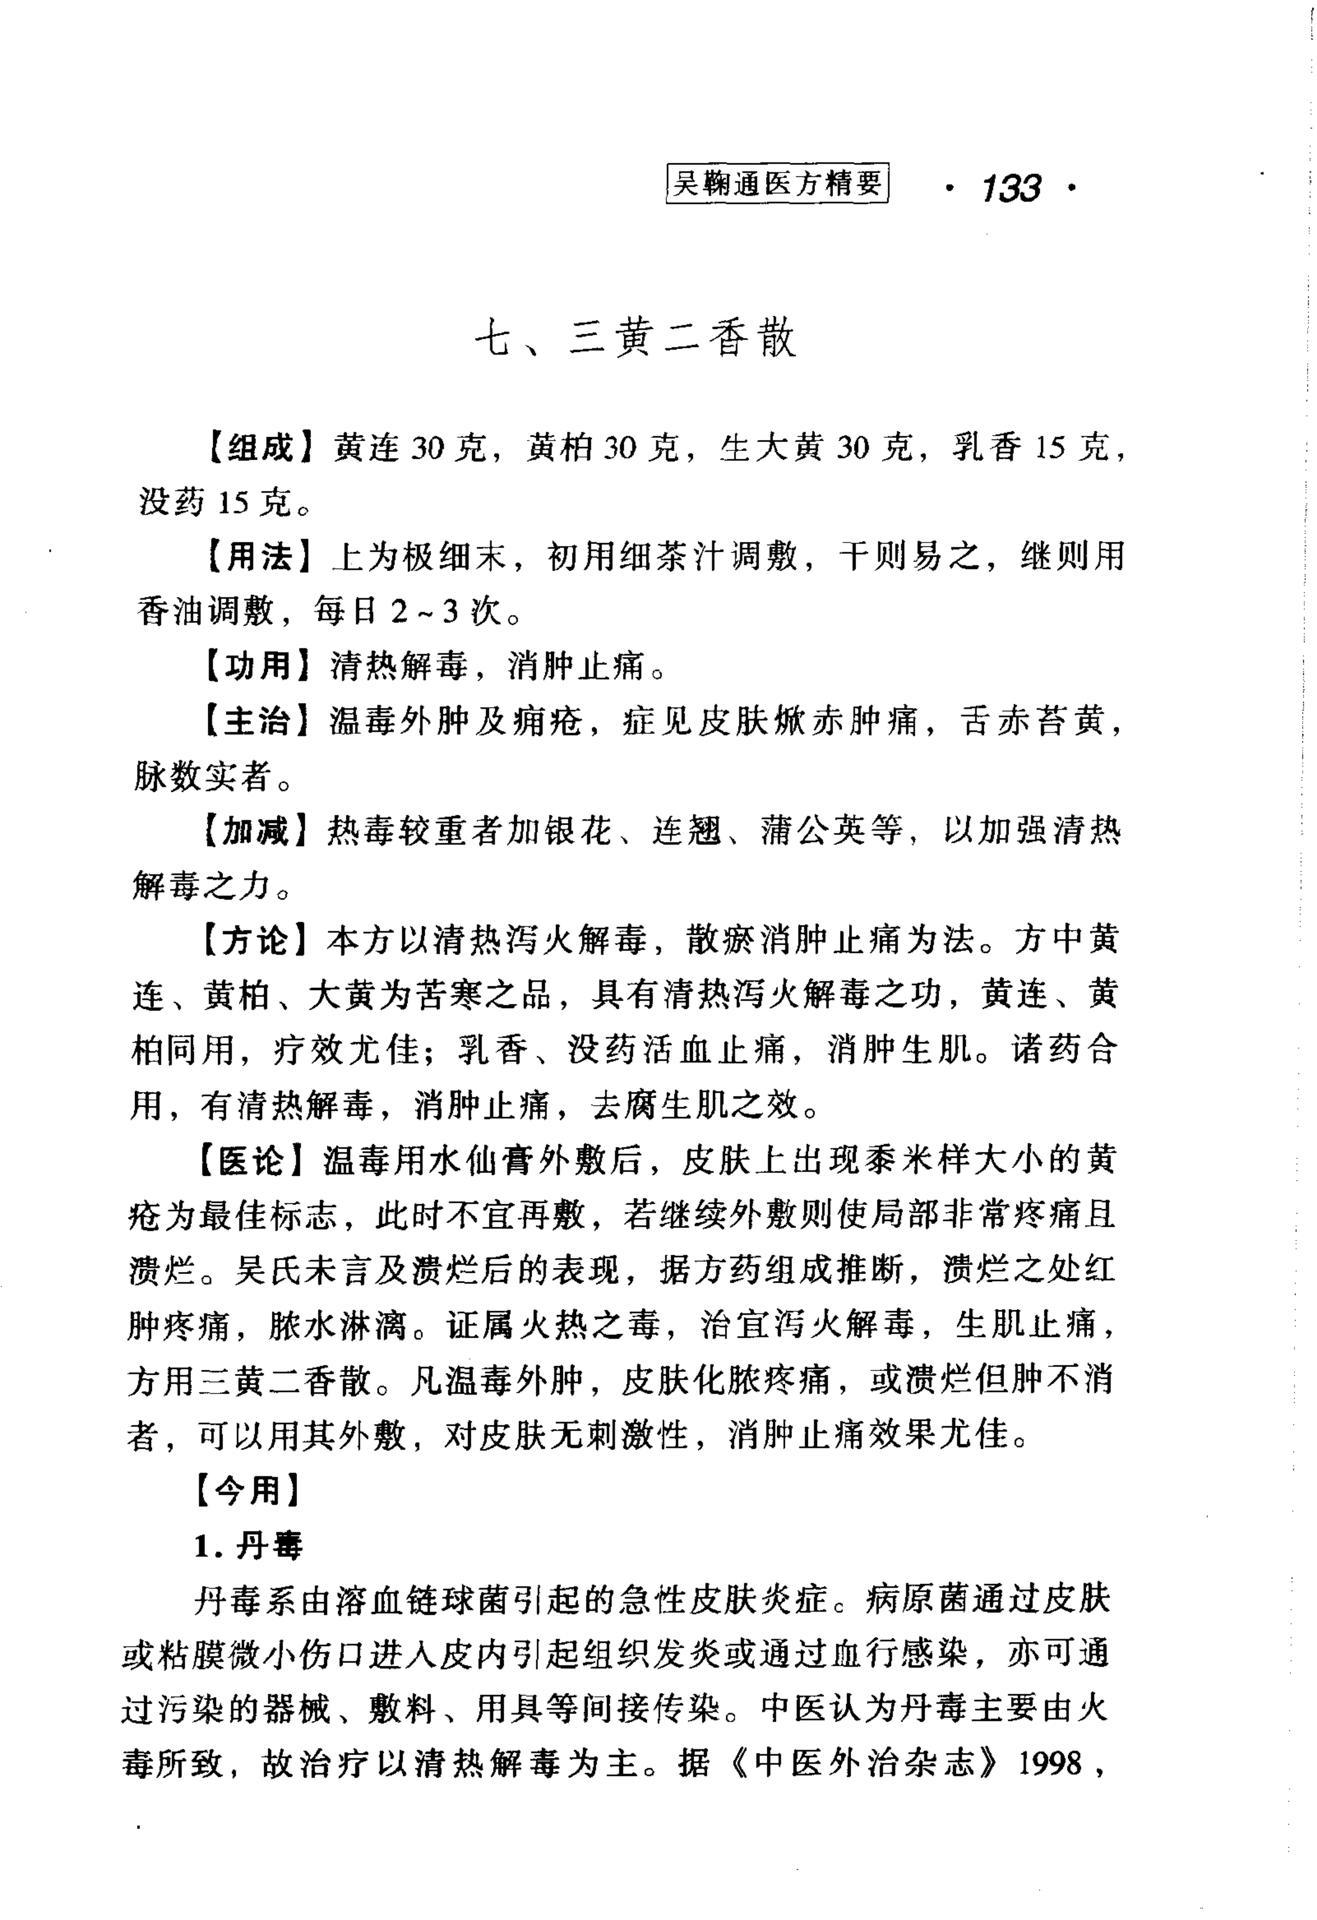 吴鞠通医方精要 · 133 ·
七、三黄二香散
【组成】黄连 30 克，黄柏 30 克，生大黄 30 克，乳香 15 克，
没药 15 克。
【用法】上为极细末，初用细茶汁调敷，干则易之，继则用
香油调敷，每日 2～3 次。
【功用】清热解毒，消肿止痛。
【主治】温毒外肿及痈疮，症见皮肤焮赤肿痛，舌赤苔黄，
脉数实者。
【加减】热毒较重者加银花、连翘、蒲公英等，以加强清热
解毒之力。
【方论】本方以清热泻火解毒，散瘀消肿止痛为法。方中黄
连、黄柏、大黄为苦寒之品，具有清热泻火解毒之功，黄连、黄
柏同用，疗效尤佳；乳香、没药活血止痛，消肿生肌。诸药合
用，有清热解毒，消肿止痛，去腐生肌之效。
【医论】温毒用水仙膏外敷后，皮肤上出现黍米样大小的黄
疮为最佳标志，此时不宜再敷，若继续外敷则使局部非常疼痛且
溃烂。吴氏未言及溃烂后的表现，据方药组成推断，溃烂之处红
肿疼痛，脓水淋漓。证属火热之毒，治宜泻火解毒，生肌止痛，
方用三黄二香散。凡温毒外肿，皮肤化脓疼痛，或溃烂但肿不消
者，可以用其外敷，对皮肤无刺激性，消肿止痛效果尤佳。
【今用】
1. 丹毒
丹毒系由溶血链球菌引起的急性皮肤炎症。病原菌通过皮肤
或粘膜微小伤口进入皮内引起组织发炎或通过血行感染，亦可通
过污染的器械、敷料、用具等间接传染。中医认为丹毒主要由火
毒所致，故治疗以清热解毒为主。据《中医外治杂志》1998，